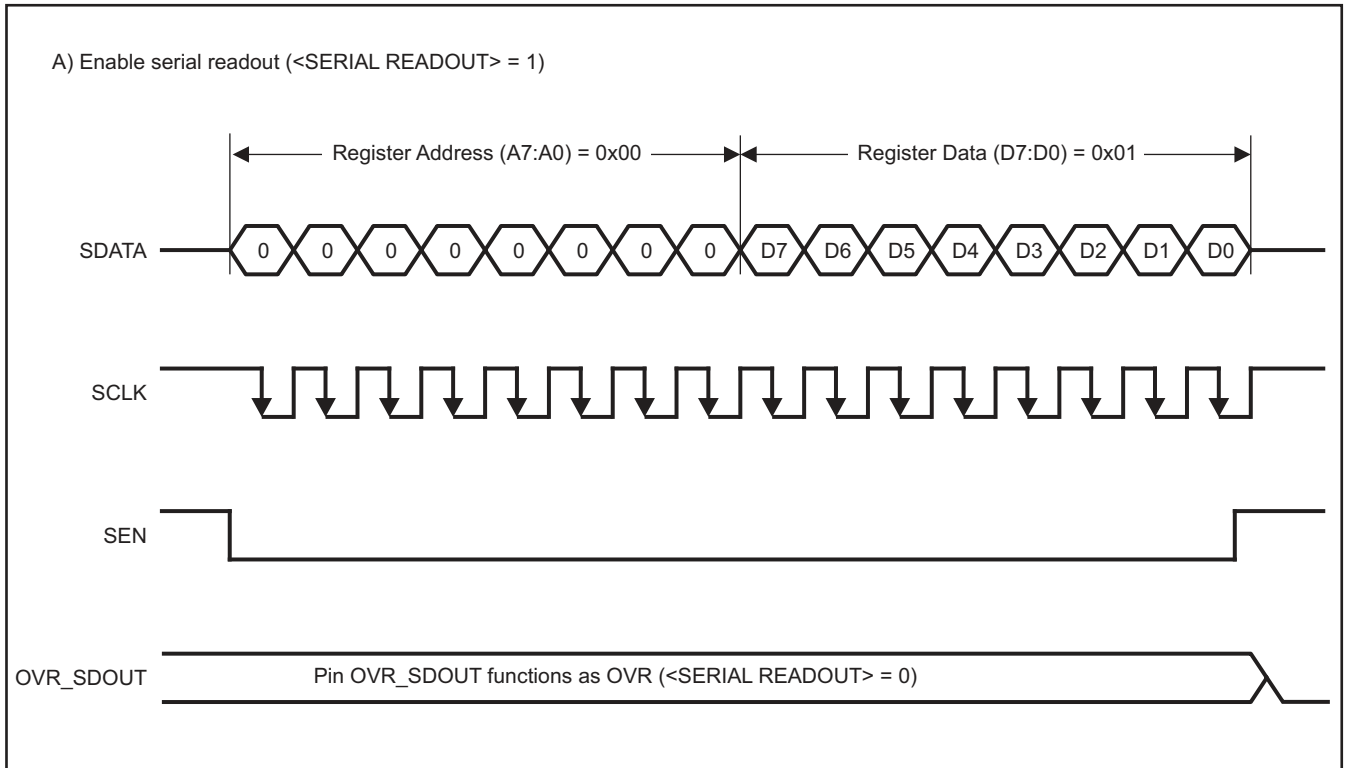 A) Enable serial readout (<SERIAL READOUT> = 1)
Register Address (A7:A0) = 0x00
Register Data (D7:D0) = 0x01
SDATA 0 0 0 0 0 0 0 0 D7 D6 D5 D4 D3 D2 D1 D0
SCLK
SEN
OVR_SDOUT Pin OVR_SDOUT functions as OVR (<SERIAL READOUT> = 0)